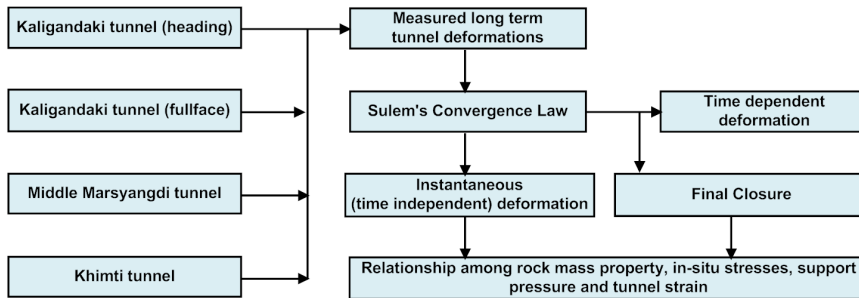 Kaligandaki tunnel (heading)
Measured long term
tunnel deformations
Kaligandaki tunnel (fullface)
Sulem's Convergence Law
Time dependent
deformation
Middle Marsyangdi tunnel
Instantaneous
(time independent) deformation
Final Closure
Khimti tunnel
Relationship among rock mass property, in-situ stresses, support
pressure and tunnel strain